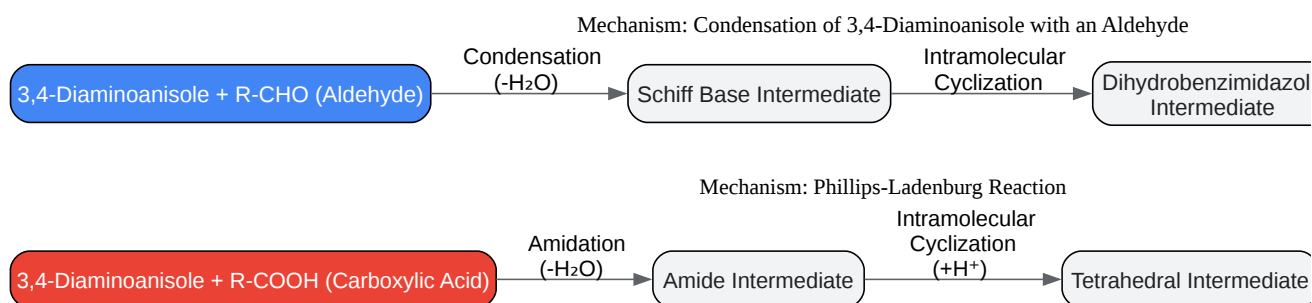 Mechanism: Condensation of 3,4-Diaminoanisole with an Aldehyde
3,4-Diaminoanisole + R-CHO (Aldehyde)
Condensation
(-H₂O)
Schiff Base Intermediate
Intramolecular
Cyclization
Dihydrobenzimidazol
Intermediate
Mechanism: Phillips-Ladenburg Reaction
3,4-Diaminoanisole + R-COOH (Carboxylic Acid)
Amidation
(-H₂O)
Amide Intermediate
Intramolecular
Cyclization
(+H⁺)
Tetrahedral Intermediate